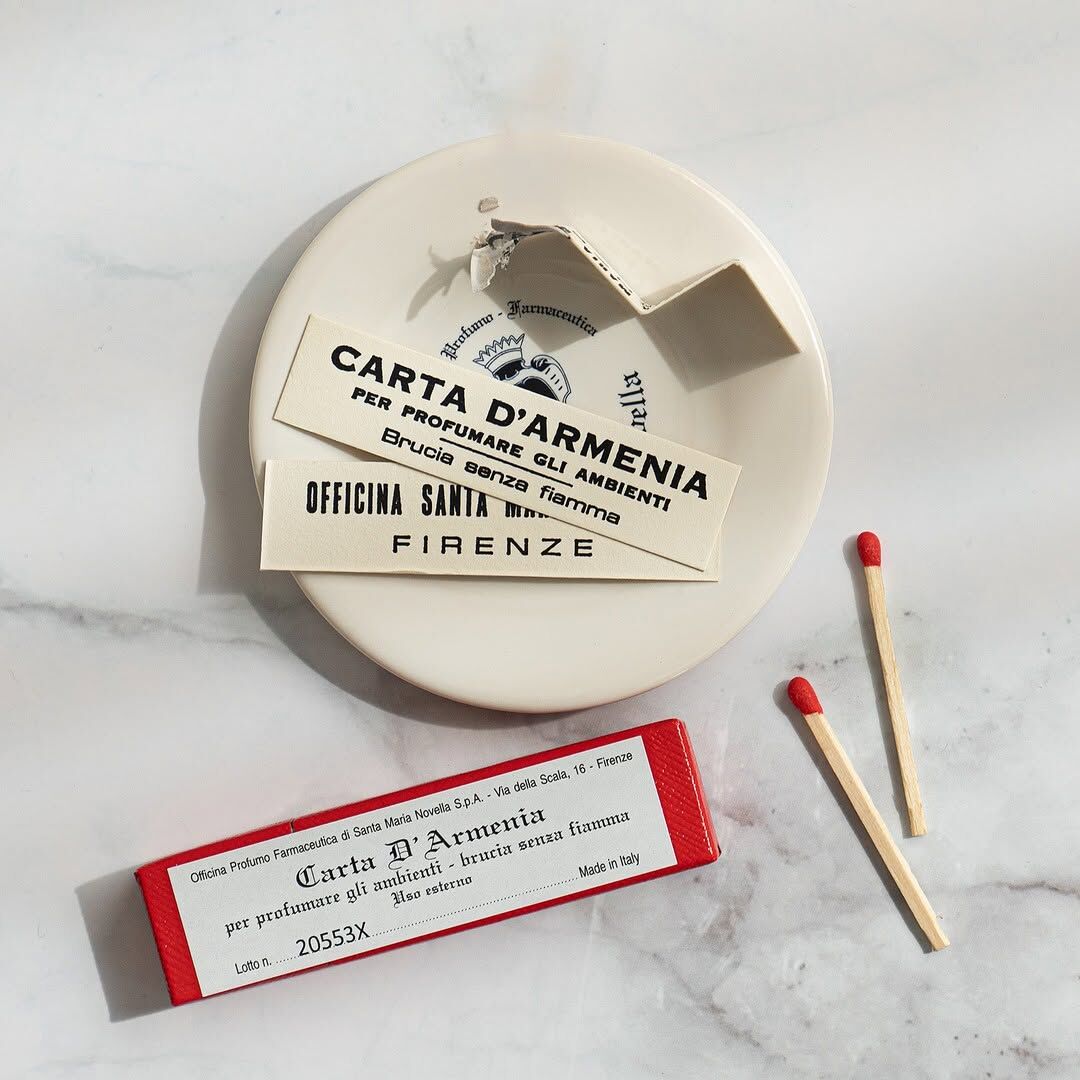 Profumo - Farmaceutica
CARTA D'ARMENIA
PER PROFUMARE GLI AMBIENTI
Brucia senza fiamma
OFFICINA SANTA
FIRENZE
Officina Profumo Farmaceutica di Santa Maria Novella S.p.A. - Via della Scala, 16 - Firenze
Carta D'Armenia
per profumare gli ambienti - brucia senza fiamma
Uso esterno
Lotto n. ......20553X............................................................Made in Italy